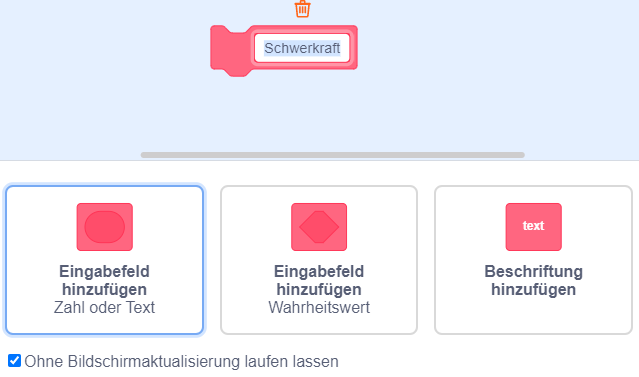 Schwerkraft
text
Eingabefeld
hinzufügen
Zahl oder Text
Eingabefeld
hinzufügen
Wahrheitswert
Beschriftung
hinzufügen
Ohne Bildschirmaktualisierung laufen lassen